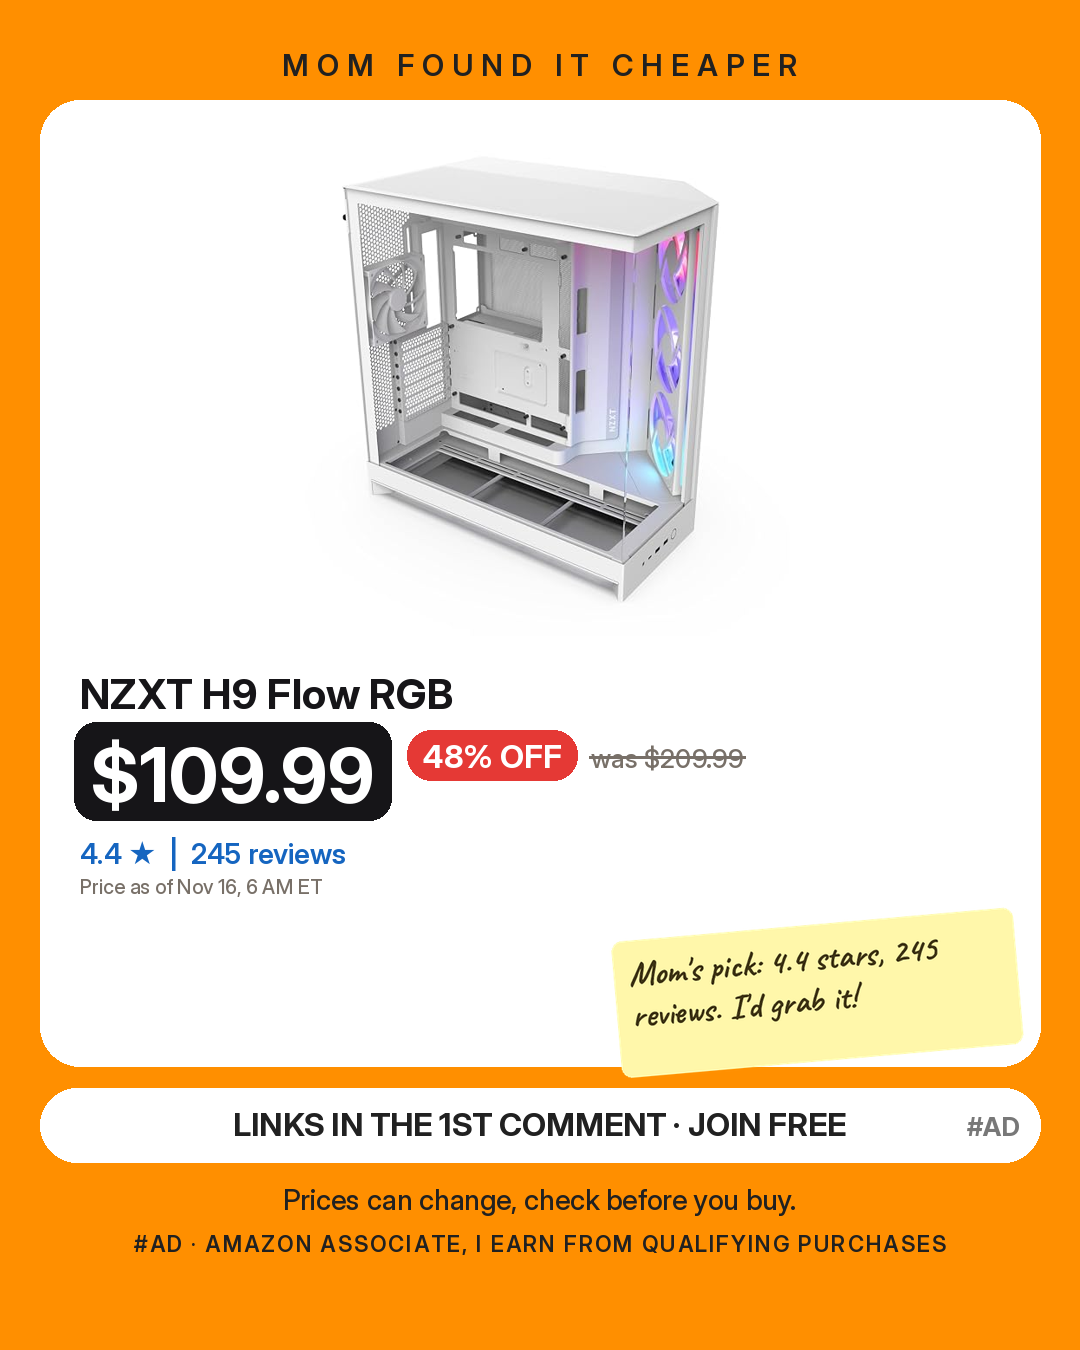 MOM FOUND IT CHEAPER
NZXT
NZXT H9 Flow RGB
$109.99
48% OFF
was $209.99
4.4 ★ | 245 reviews
Price as of Nov 16, 6 AM ET
Mom's pick: 4.4 stars, 245
reviews. I'd grab it!
LINKS IN THE 1ST COMMENT · JOIN FREE
#AD
Prices can change, check before you buy.
#AD · AMAZON ASSOCIATE, I EARN FROM QUALIFYING PURCHASES